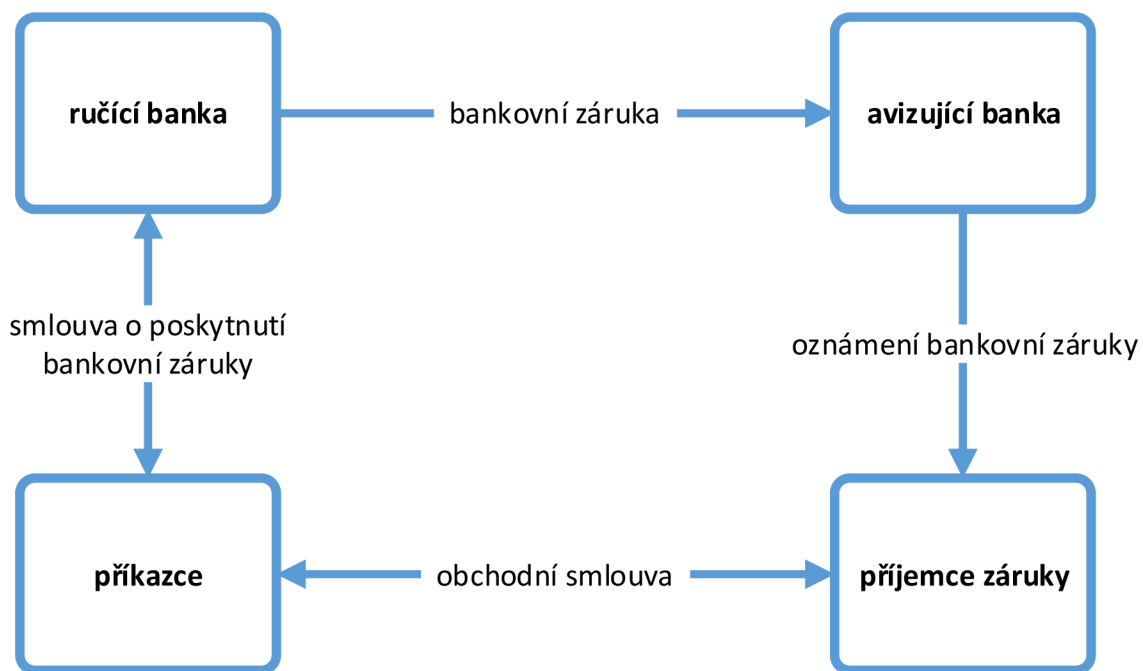 ručící banka
bankovní záruka
avizující banka
smlouva o poskytnutí
bankovní záruky
oznámení bankovní záruky
příkazce
obchodní smlouva
příjemce záruky